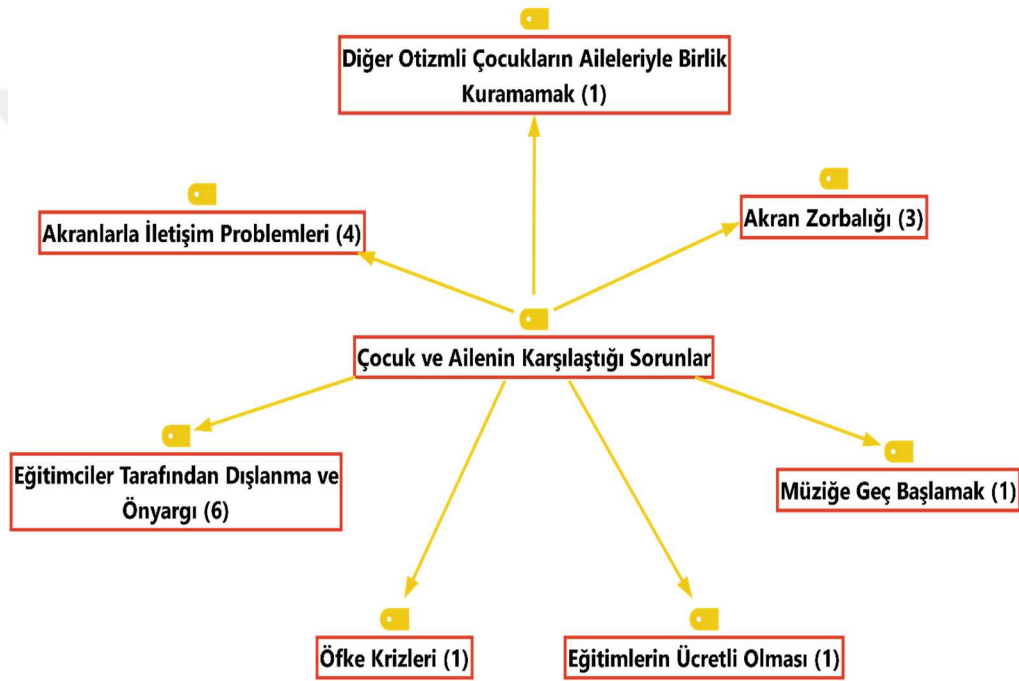 Diğer Otizmli Çocukların Aileleriyle Birlik
Kuramamak (1)
Akran Zorbalığı (3)
Akranlarla İletişim Problemleri (4)
Çocuk ve Ailenin Karşılaştığı Sorunlar
Eğitimciler Tarafından Dışlanma ve
Önyargı (6)
Müziğe Geç Başlamak (1)
Öfke Krizleri (1)
Eğitimlerin Ücretli Olması (1)